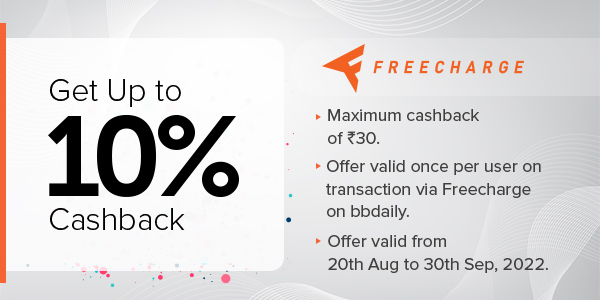 Get Up to
10%
Cashback
FREECHARGE
Maximum cashback
of ₹30.
Offer valid once per user on
transaction via Freecharge
on bbdaily.
Offer valid from
20th Aug to 30th Sep, 2022.